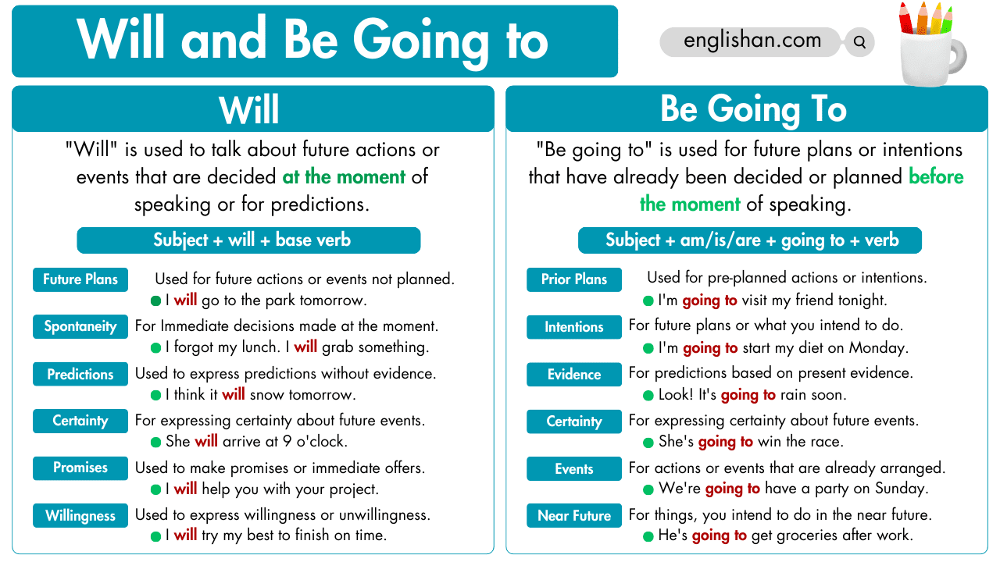 Will and Be Going to
englishan.com
Will
"Will" is used to talk about future actions or
events that are decided at the moment of
speaking or for predictions.
Subject + will + base verb
Future Plans
Used for future actions or events not planned.
I will go to the park tomorrow.
Spontaneity
For Immediate decisions made at the moment.
I forgot my lunch. I will grab something.
Predictions
Used to express predictions without evidence.
I think it will snow tomorrow.
Certainty
For expressing certainty about future events.
She will arrive at 9 o'clock.
Promises
Used to make promises or immediate offers.
I will help you with your project.
Willingness
Used to express willingness or unwillingness.
I will try my best to finish on time.
Be Going To
"Be going to" is used for future plans or intentions
that have already been decided or planned before
the moment of speaking.
Subject + am/is/are + going to + verb
Prior Plans
Used for pre-planned actions or intentions.
I'm going to visit my friend tonight.
Intentions
For future plans or what you intend to do.
I'm going to start my diet on Monday.
Evidence
For predictions based on present evidence.
Look! It's going to rain soon.
Certainty
For expressing certainty about future events.
She's going to win the race.
Events
For actions or events that are already arranged.
We're going to have a party on Sunday.
Near Future
For things, you intend to do in the near future.
He's going to get groceries after work.